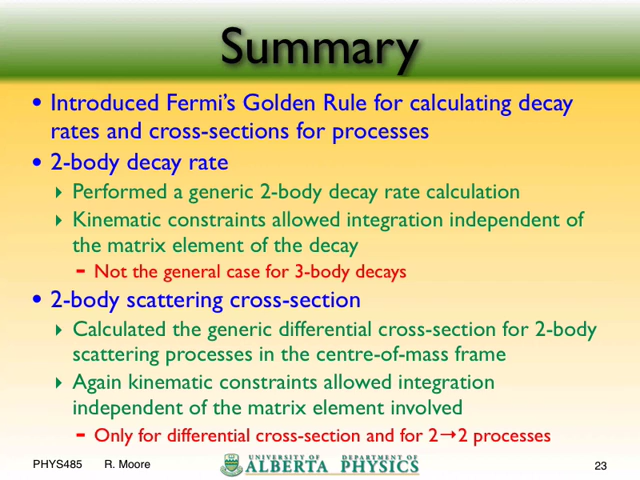 Summary
• Introduced Fermi's Golden Rule for calculating decay
rates and cross-sections for processes
• 2-body decay rate
‣ Performed a generic 2-body decay rate calculation
‣ Kinematic constraints allowed integration independent of
the matrix element of the decay
- Not the general case for 3-body decays
• 2-body scattering cross-section
‣ Calculated the generic differential cross-section for 2-body
scattering processes in the centre-of-mass frame
‣ Again kinematic constraints allowed integration
independent of the matrix element involved
- Only for differential cross-section and for 2→2 processes
PHYS485 R. Moore
UNIVERSITY OF DEPARTMENT OF
ALBERTA PHYSICS
23